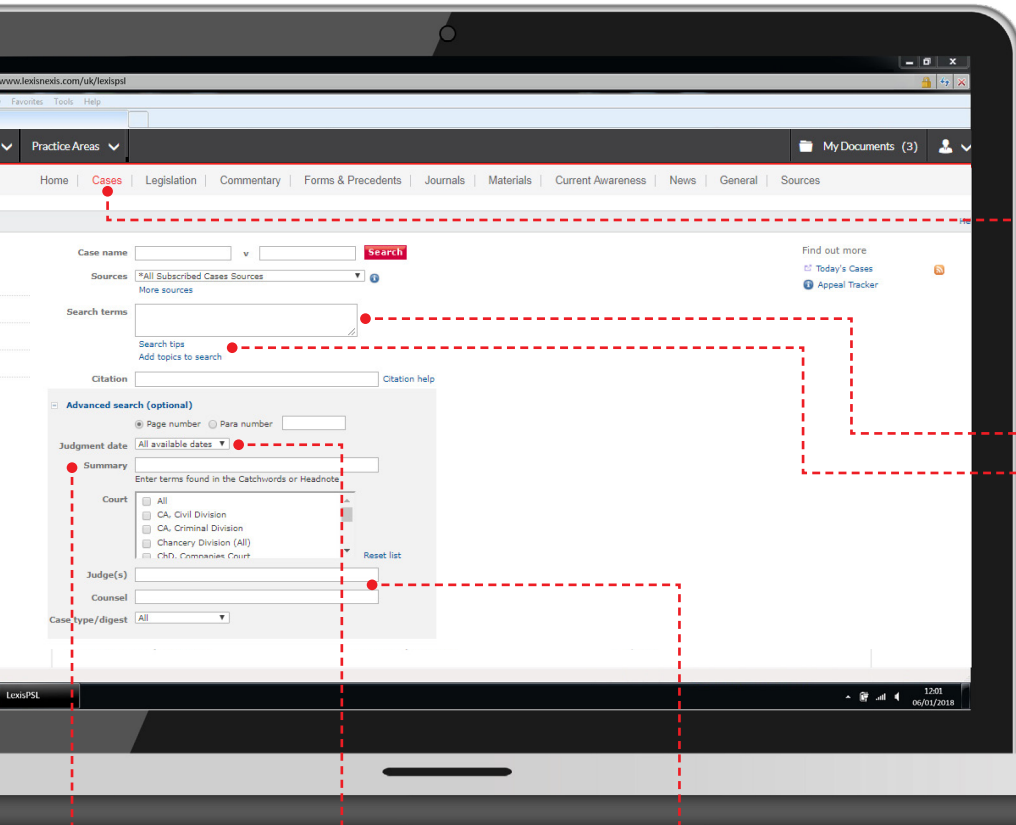 www.lexisnexis.com/uk/lexispsl
Favorites Tools Help
Practice Areas
My Documents (3)
Home | Cases | Legislation | Commentary | Forms & Precedents | Journals | Materials | Current Awareness | News | General | Sources
Case name
v
Search
Find out more
Sources
*All Subscribed Cases Sources
Today's Cases
More sources
Appeal Tracker
Search terms
Search tips
Add topics to search
Citation
Citation help
Advanced search (optional)
Page number
Para number
Judgment date
All available dates
Summary
Enter terms found in the Catchwords or Headnote
Court
All
CA, Civil Division
CA, Criminal Division
Chancery Division (All)
ChD, Companies Court
Reset list
Judge(s)
Counsel
Case type/digest
All
LexisPSL
12:01
06/01/2018